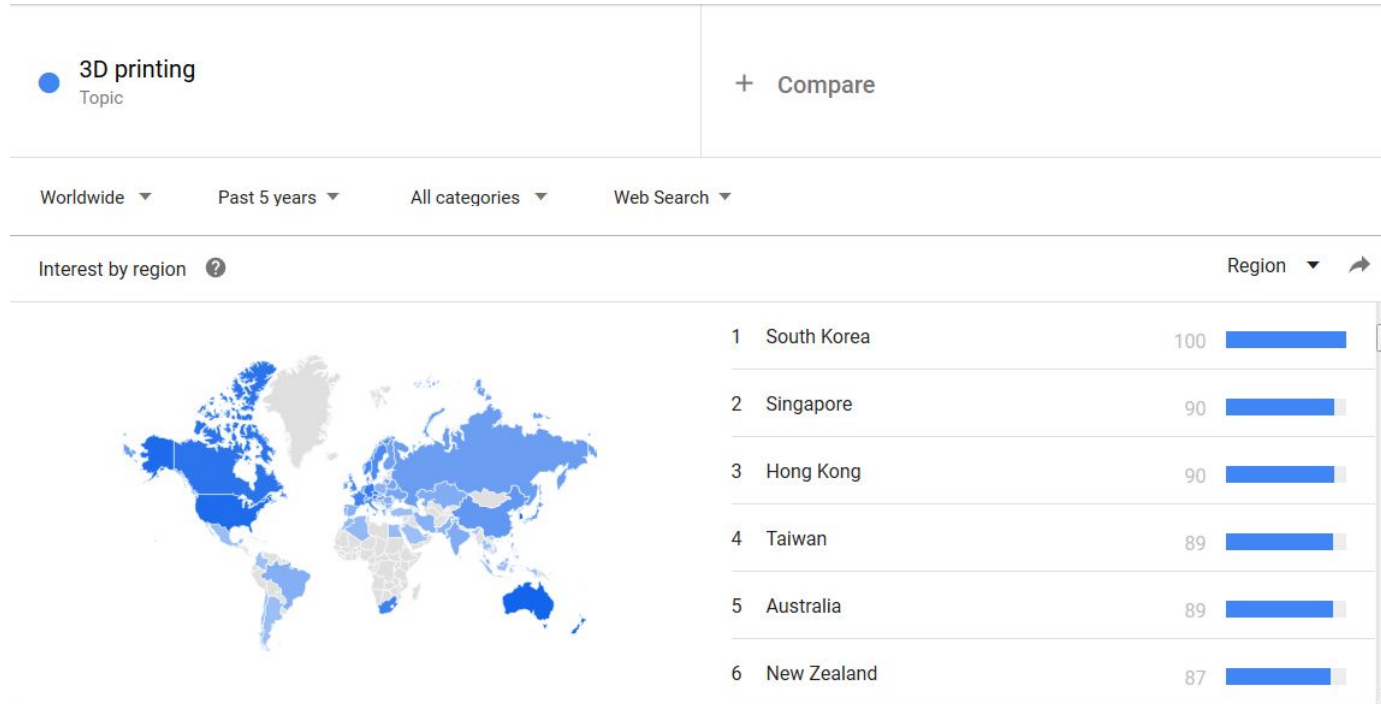 3D printing
Topic
+ Compare
Worldwide Past 5 years All categories Web Search
Interest by region ?
Region
1 South Korea 100
2 Singapore 90
3 Hong Kong 90
4 Taiwan 89
5 Australia 89
6 New Zealand 87